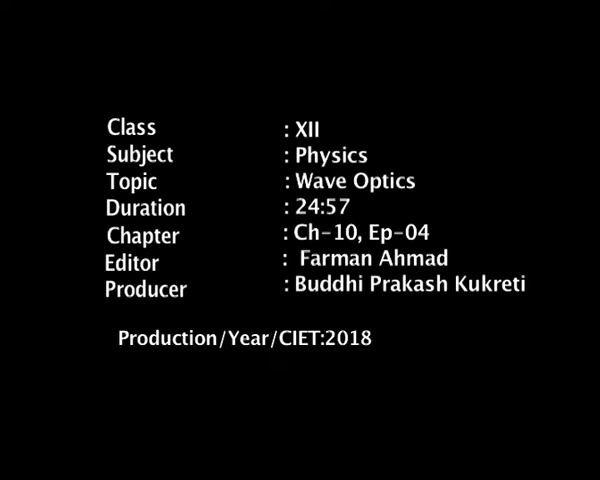 Class : XII
Subject : Physics
Topic : Wave Optics
Duration : 24:57
Chapter : Ch-10, Ep-04
Editor : Farman Ahmad
Producer : Buddhi Prakash Kukreti
Production/Year/CIET:2018